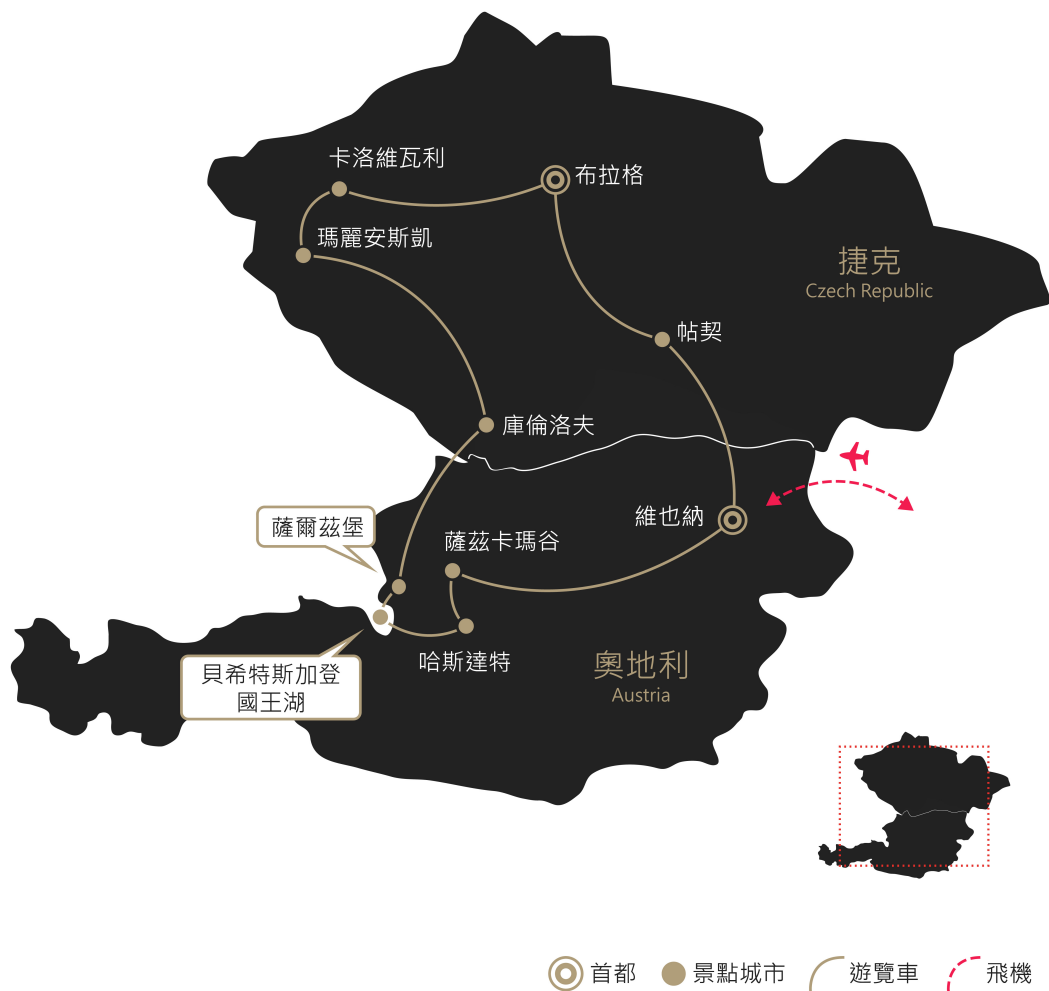 卡洛維瓦利
布拉格
瑪麗安斯凱
捷克
Czech Republic
帖契
庫倫洛夫
薩爾茲堡
維也納
薩茲卡瑪谷
哈斯達特
貝希特斯加登
國王湖
奧地利
Austria
首都
景點城市
遊覽車
飛機